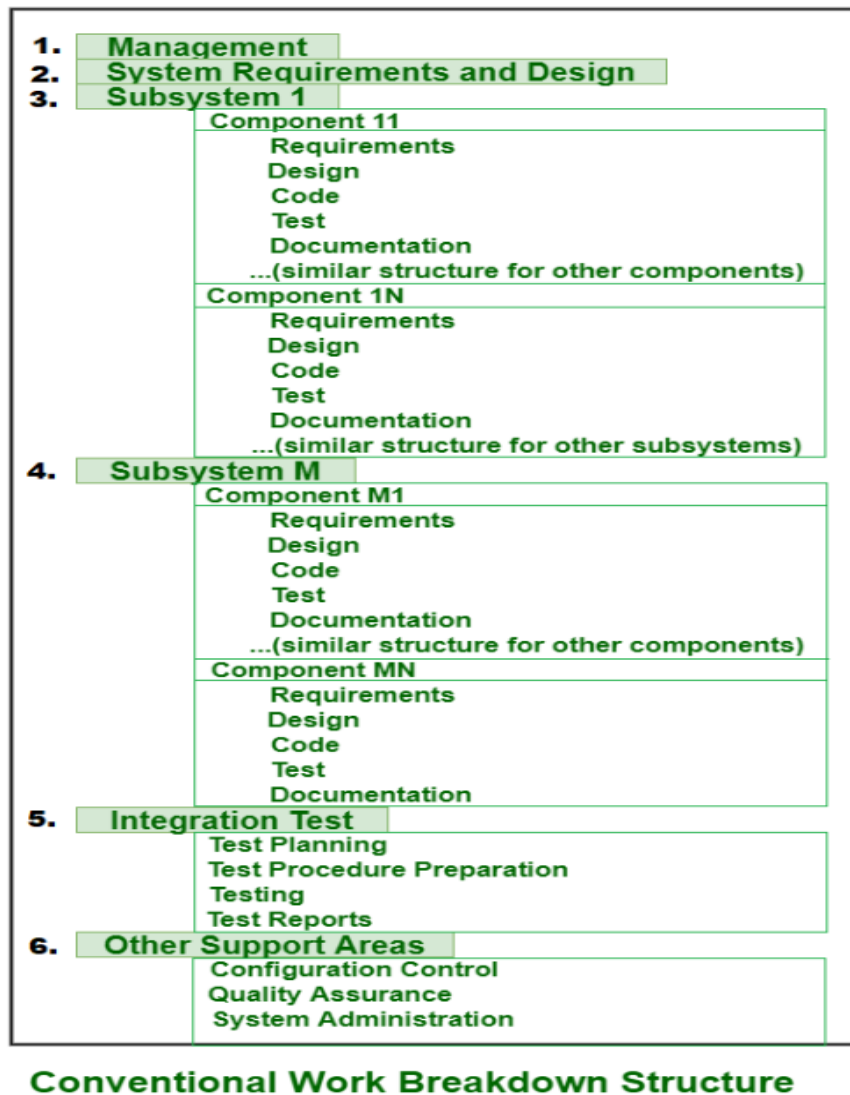 1. Management
2. System Requirements and Design
3. Subsystem 1
Component 11
Requirements
Design
Code
Test
Documentation
...(similar structure for other components)
Component 1N
Requirements
Design
Code
Test
Documentation
...(similar structure for other subsystems)
4. Subsystem M
Component M1
Requirements
Design
Code
Test
Documentation
...(similar structure for other components)
Component MN
Requirements
Design
Code
Test
Documentation
5. Integration Test
Test Planning
Test Procedure Preparation
Testing
Test Reports
6. Other Support Areas
Configuration Control
Quality Assurance
System Administration
Conventional Work Breakdown Structure